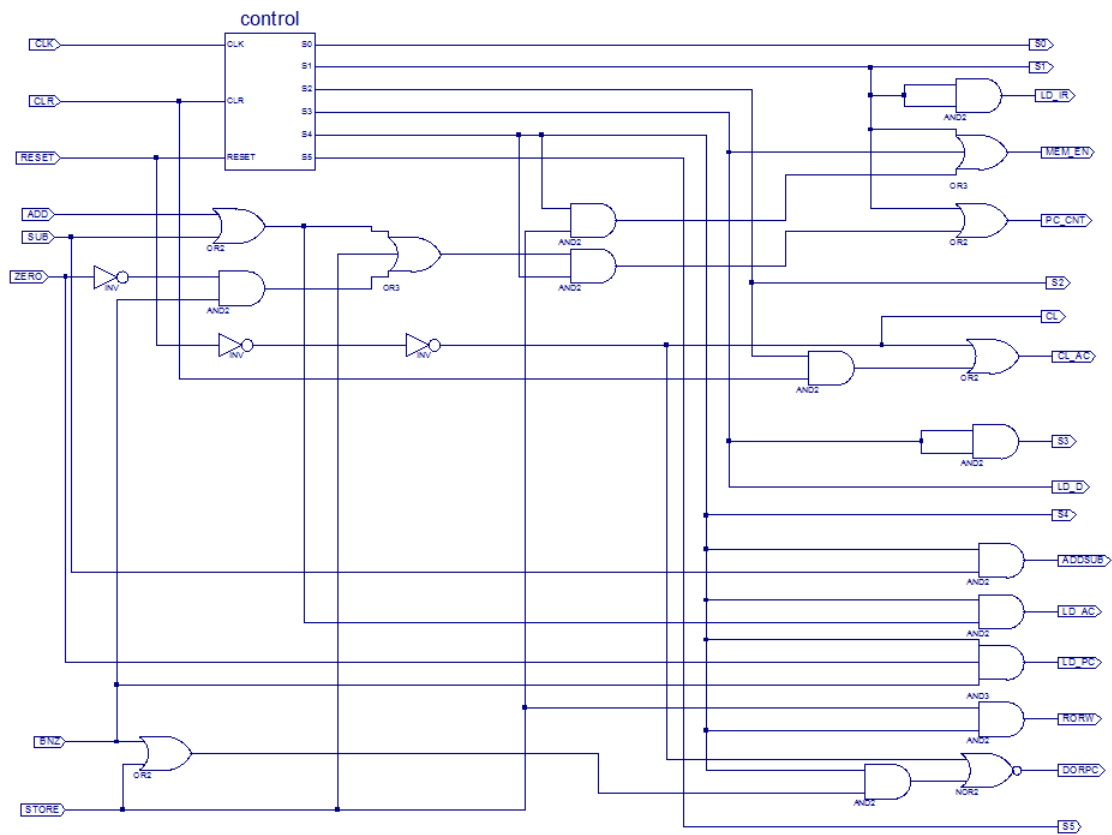 control
CLK CLK S0 S0
S1 S1
S2
CLR CLR LD_IR
S3 AND2
S4
RESET RESET S5 MEM_EN
OR3
ADD
SUB OR2 AND2 OR2 PC_CNT
ZERO INV AND2 OR3 AND2 S2
CL
INV INV CL_AC
AND2 OR2
S3
AND2
LD_D
S4
ADDSUB
AND2
LD_AC
AND2
LD_PC
AND3
RORW
AND2
BNZ
OR2 DORPC
AND2 NOR2
STORE
S5